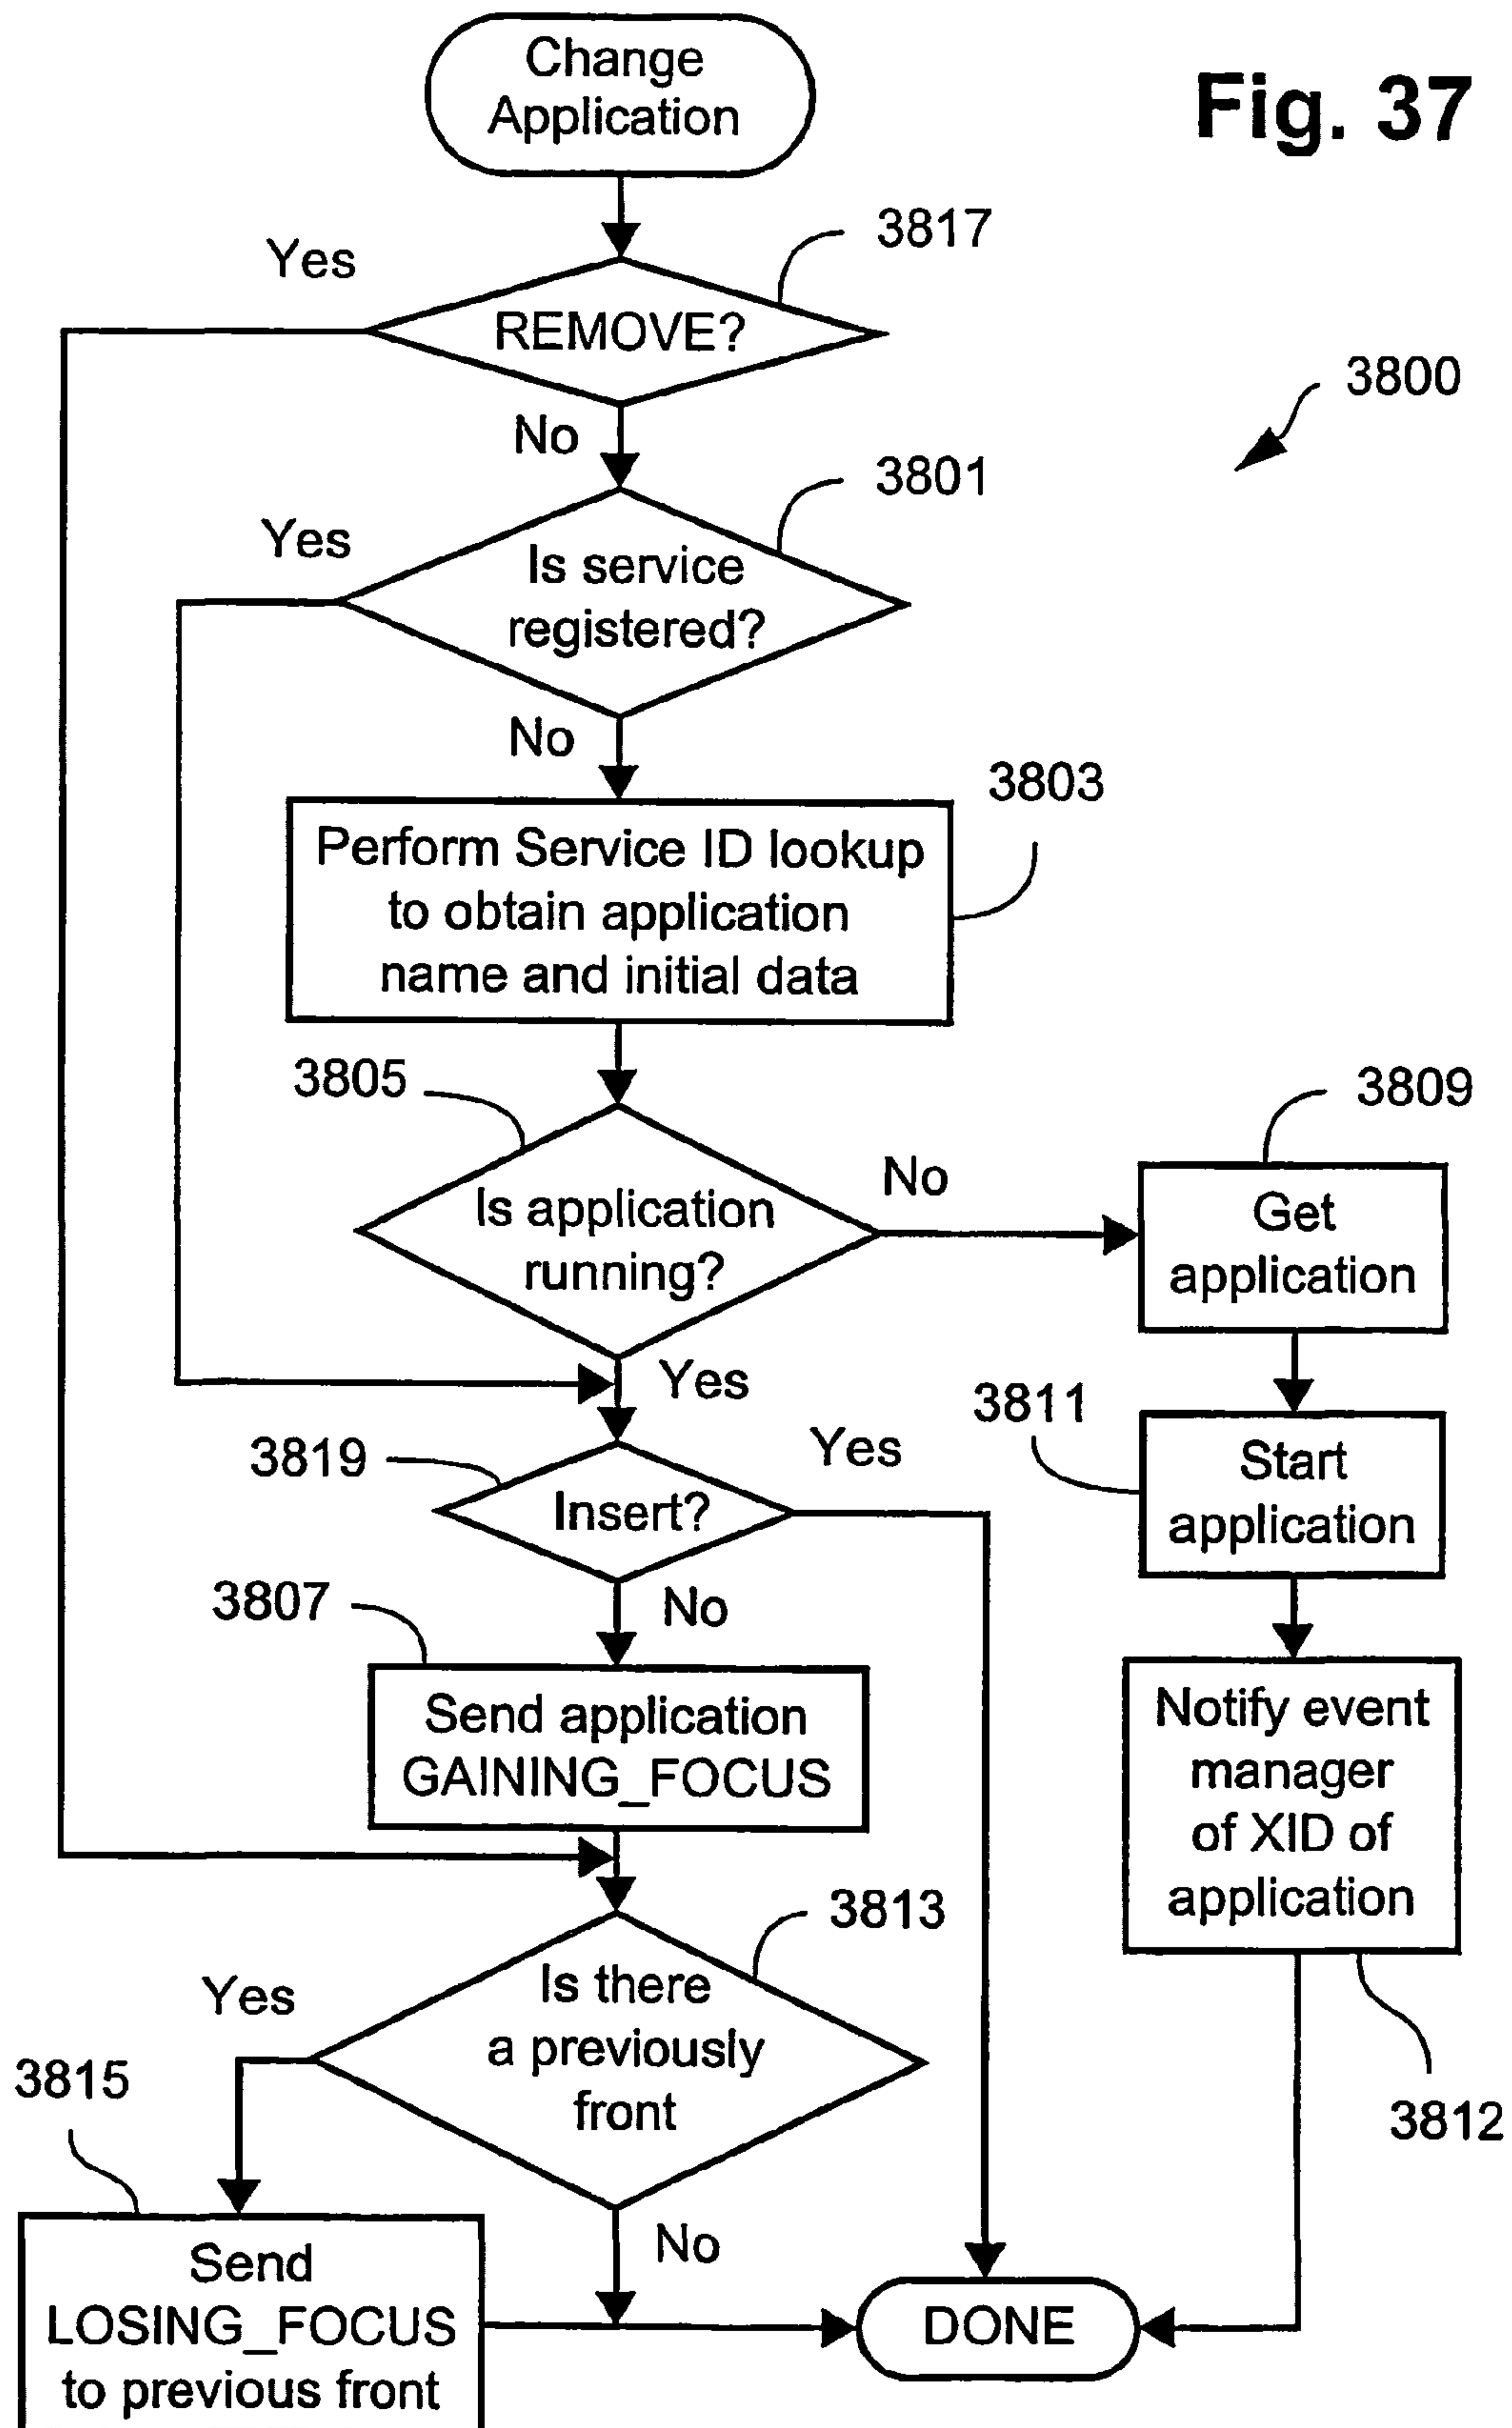 Change
Application
Fig. 37
3817
Yes
REMOVE?
3800
No
3801
Yes
Is service
registered?
No
3803
Perform Service ID lookup
to obtain application
name and initial data
3805
3809
No
Is application
running?
Get
application
Yes
3811
3819
Yes
Insert?
Start
application
3807
No
Send application
GAINING_FOCUS
Notify event
manager
of XID of
application
3813
Yes
Is there
a previously
front
3815
3812
No
Send
LOSING_FOCUS
to previous front
DONE